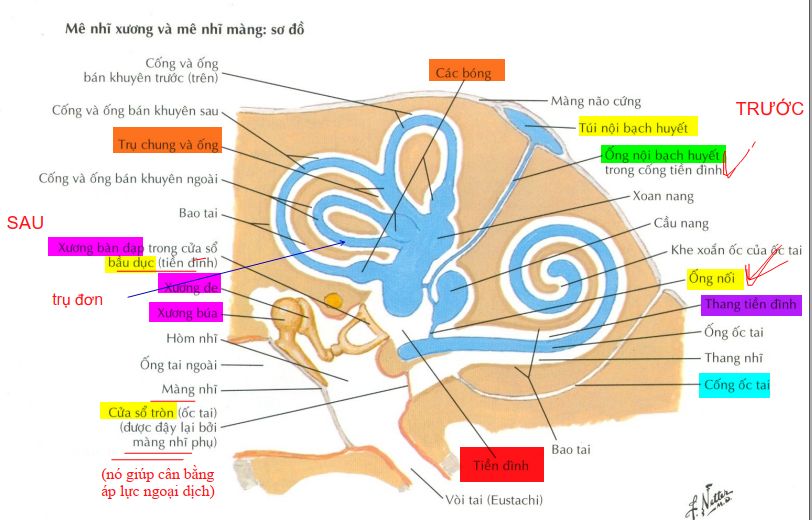 Mê nhĩ xương và mê nhĩ màng: sơ đồ
Cống và ống
bán khuyên trước (trên)
Cống và ống bán khuyên sau
Trụ chung và ống
Cống và ống bán khuyên ngoài
Bao tai
SAU
Xương bàn đạp trong cửa sổ
bầu dục (tiền đình)
trụ đơn
Xương đe
Xương búa
Hòm nhĩ
Ống tai ngoài
Màng nhĩ
Cửa sổ tròn (ốc tai)
(được đậy lại bởi
màng nhĩ phụ)
(nó giúp cân bằng
áp lực ngoại dịch)
Các bóng
Màng não cứng
TRƯỚC
Túi nội bạch huyết
Ống nội bạch huyết
trong cống tiền đình
Xoan nang
Cầu nang
Khe xoắn ốc của ốc tai
Ống nối
Thang tiền đình
Ống ốc tai
Thang nhĩ
Cống ốc tai
Bao tai
Tiền đình
Vòi tai (Eustachi)
F. Netter
M.D.